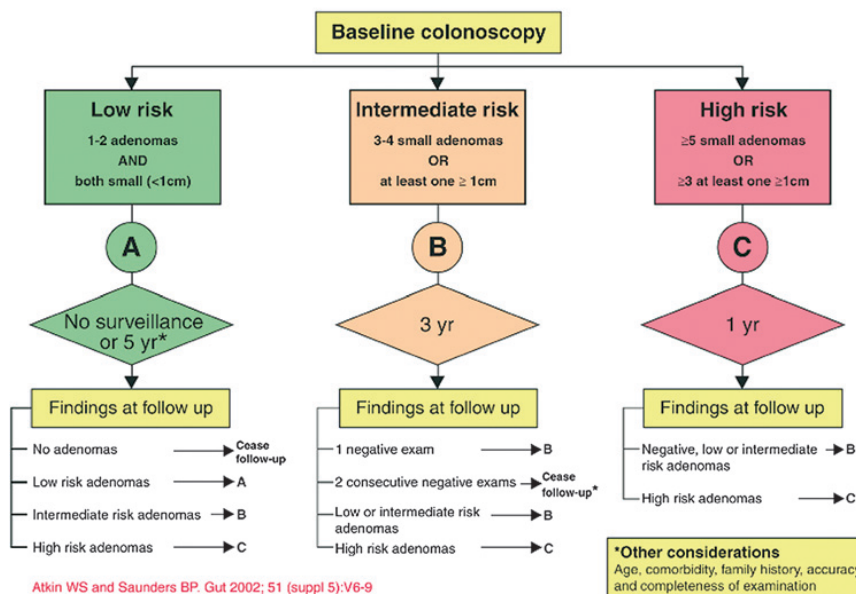 Baseline colonoscopy
Low risk
1-2 adenomas
AND
both small (<1cm)
Intermediate risk
3-4 small adenomas
OR
at least one ≥ 1cm
High risk
≥5 small adenomas
OR
≥3 at least one ≥1cm
A
B
C
No surveillance
or 5 yr*
3 yr
1 yr
Findings at follow up
No adenomas
Cease
follow-up
Low risk adenomas
A
Intermediate risk adenomas
B
High risk adenomas
C
Findings at follow up
1 negative exam
B
2 consecutive negative exams
Cease
follow-up*
Low or intermediate risk
adenomas
B
High risk adenomas
C
Findings at follow up
Negative, low or intermediate
risk adenomas
B
High risk adenomas
C
*Other considerations
Age, comorbidity, family history, accuracy
and completeness of examination
Atkin WS and Saunders BP. Gut 2002; 51 (suppl 5):V6-9